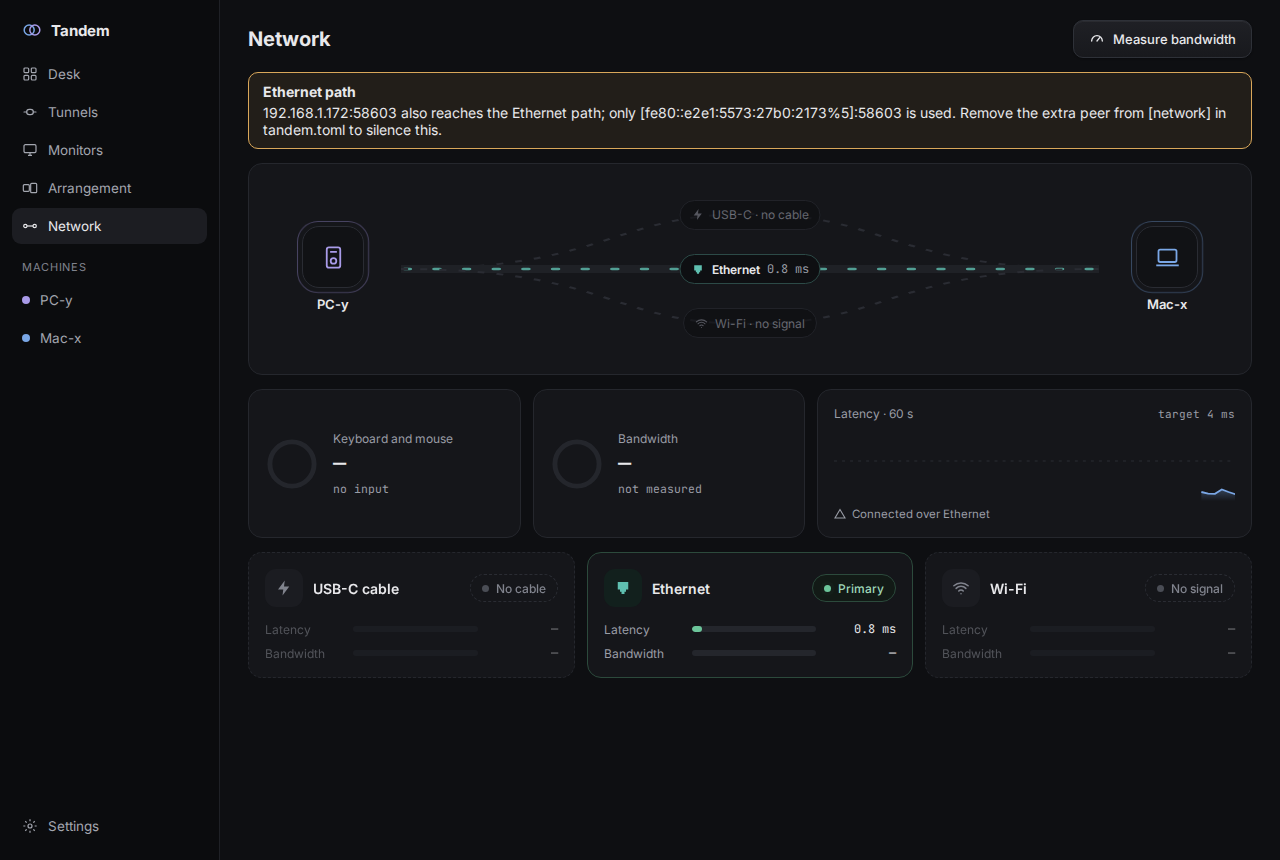 Tandem
Desk
Tunnels
Monitors
Arrangement
Network
MACHINES
PC-y
Mac-x
Settings
Network
Measure bandwidth
Ethernet path
192.168.1.172:58603 also reaches the Ethernet path; only [fe80::e2e1:5573:27b0:2173%5]:58603 is used. Remove the extra peer from [network] in
tandem.toml to silence this.
USB-C · no cable
Ethernet 0.8 ms
Wi-Fi · no signal
PC-y
Mac-x
Keyboard and mouse
—
no input
Bandwidth
—
not measured
Latency · 60 s
target 4 ms
Connected over Ethernet
USB-C cable
No cable
Latency –
Bandwidth –
Ethernet
Primary
Latency 0.8 ms
Bandwidth –
Wi-Fi
No signal
Latency –
Bandwidth –